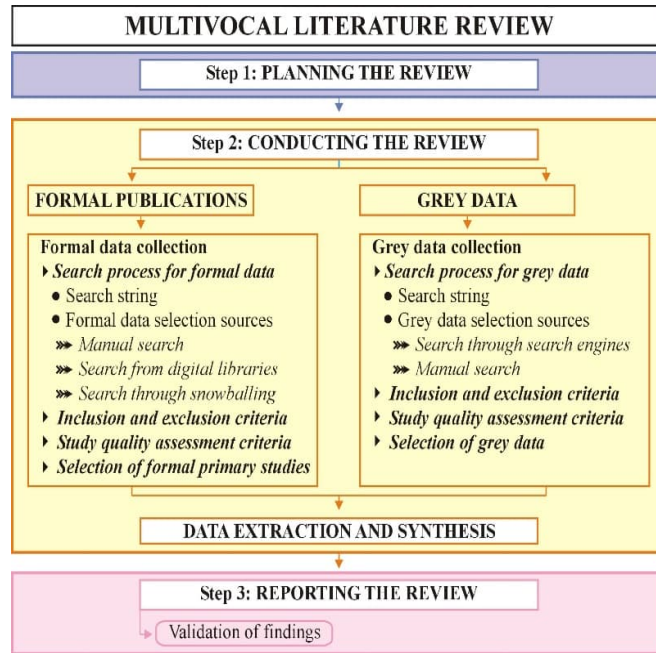 MULTIVOCAL LITERATURE REVIEW
Step 1: PLANNING THE REVIEW
Step 2: CONDUCTING THE REVIEW
FORMAL PUBLICATIONS
Formal data collection
Search process for formal data
Search string
Formal data selection sources
Manual search
Search from digital libraries
Search through snowballing
Inclusion and exclusion criteria
Study quality assessment criteria
Selection of formal primary studies
GREY DATA
Grey data collection
Search process for grey data
Search string
Grey data selection sources
Search through search engines
Manual search
Inclusion and exclusion criteria
Study quality assessment criteria
Selection of grey data
DATA EXTRACTION AND SYNTHESIS
Step 3: REPORTING THE REVIEW
Validation of findings